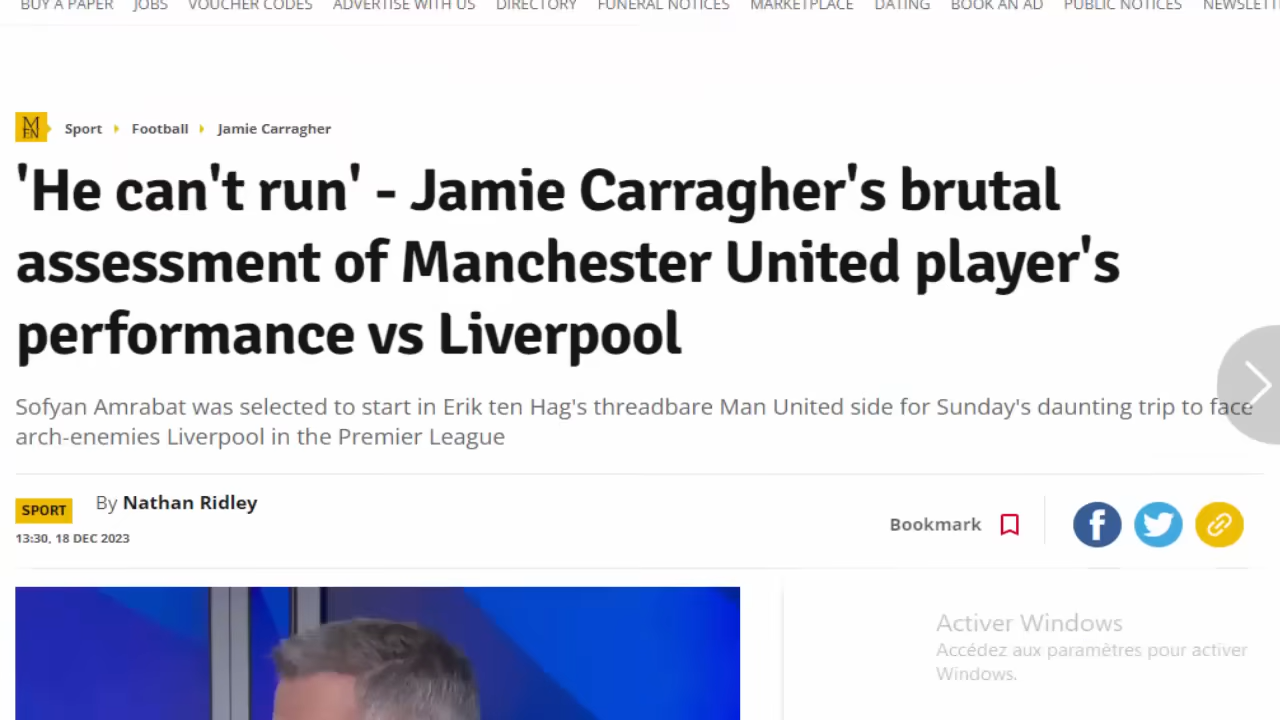 BUY A PAPER JOBS VOUCHER CODES ADVERTISE WITH US DIRECTORY FUNERAL NOTICES MARKETPLACE DATING BOOK AN AD PUBLIC NOTICES
MEN Sport Football Jamie Carragher
'He can't run' - Jamie Carragher's brutal
assessment of Manchester United player's
performance vs Liverpool
Sofyan Amrabat was selected to start in Erik ten Hag's threadbare Man United side for Sunday's daunting trip to face
arch-enemies Liverpool in the Premier League
SPORT By Nathan Ridley
13:30, 18 DEC 2023
Bookmark
Activer Windows
Accédez aux paramètres pour activer
Windows.